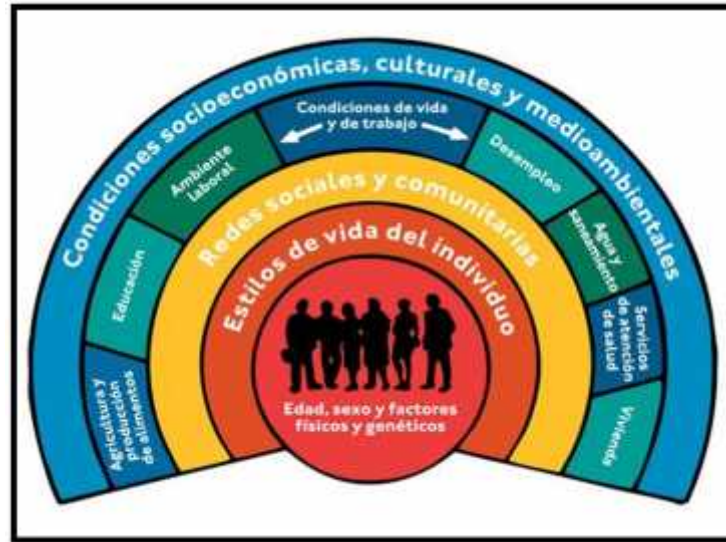 Condiciones socioeconómicas, culturales y medioambientales
Condiciones de vida
y de trabajo
Agricultura y
producción
de alimentos
Educación
Ambiente
laboral
Desempleo
Agua y
saneamiento
Servicios
de atención
de salud
Vivienda
Redes sociales y comunitarias
Estilos de vida del individuo
Edad, sexo y factores
físicos y genéticos